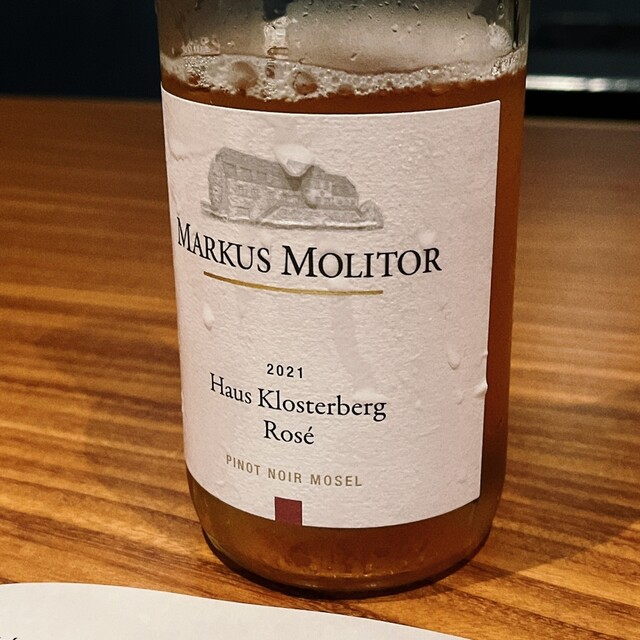 MARKUS MOLITOR
2021
Haus Klosterberg
Rosé
PINOT NOIR MOSEL